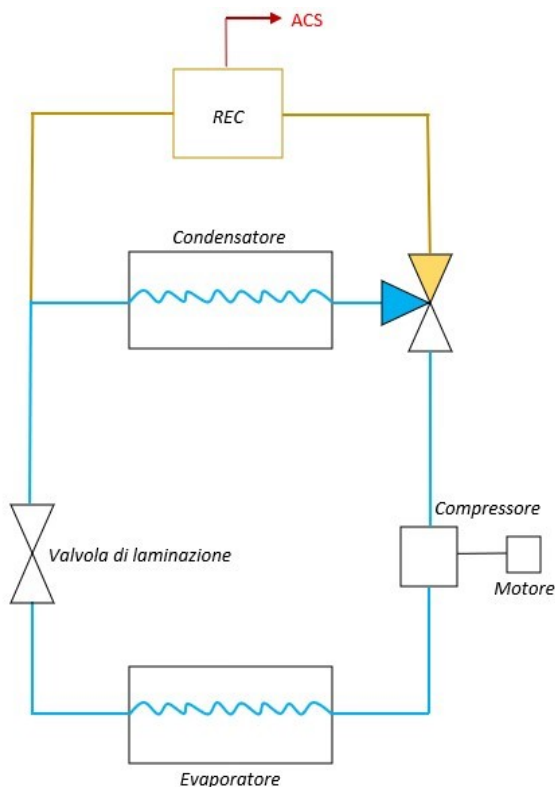 ACS
REC
Condensatore
Compressore
Valvola di laminazione
Motore
Evaporatore